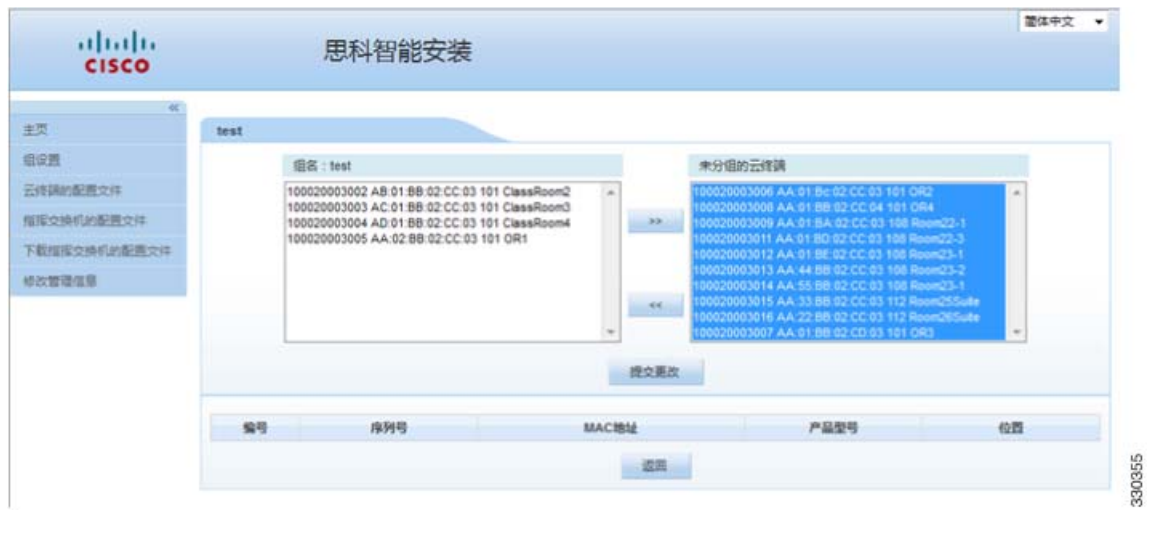 简体中文
CISCO
思科智能安装
主页
组设置
云终端的配置文件
指挥交换机的配置文件
下载指挥交换机的配置文件
修改管理信息
test
组名：test
未分组的云终端
100020003002 AB:01:BB:02:CC:03 101 ClassRoom2
100020003003 AC:01:BB:02:CC:03 101 ClassRoom3
100020003004 AD:01:BB:02:CC:03 101 ClassRoom4
100020003005 AA:02:BB:02:CC:03 101 OR1
>>
<<
100020003006 AA:01:Bc:02:CC:03 101 OR2
100020003008 AA:01:BB:02:CC:04 101 OR4
100020003009 AA:01:BA:02:CC:03 108 Room22-1
100020003011 AA:01:BD:02:CC:03 108 Room22-3
100020003012 AA:01:BE:02:CC:03 108 Room23-1
100020003013 AA:44:BB:02:CC:03 108 Room23-2
100020003014 AA:55:BB:02:CC:03 108 Room23-1
100020003015 AA:33:BB:02:CC:03 112 Room25Suite
100020003016 AA:22:BB:02:CC:03 112 Room26Suite
100020003007 AA:01:BB:02:CD:03 101 OR3
提交更改
编号 序列号 MAC地址 产品型号 位置
返回
330355